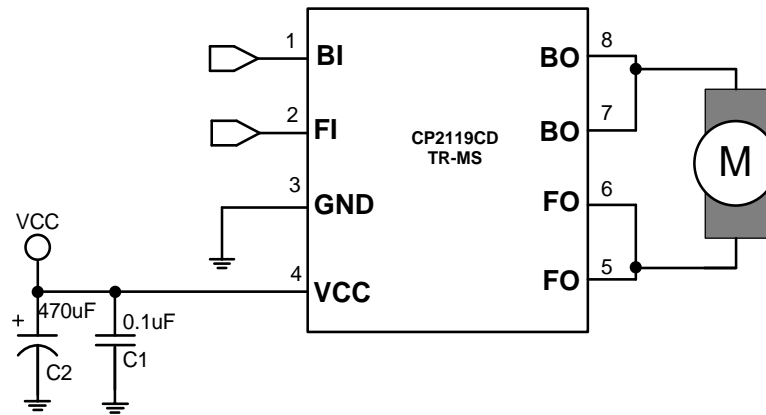 1
BI
2
FI
3
GND
4
VCC
CP2119CD
TR-MS
8
BO
7
BO
6
FO
5
FO
M
VCC
+
470uF
C2
0.1uF
C1